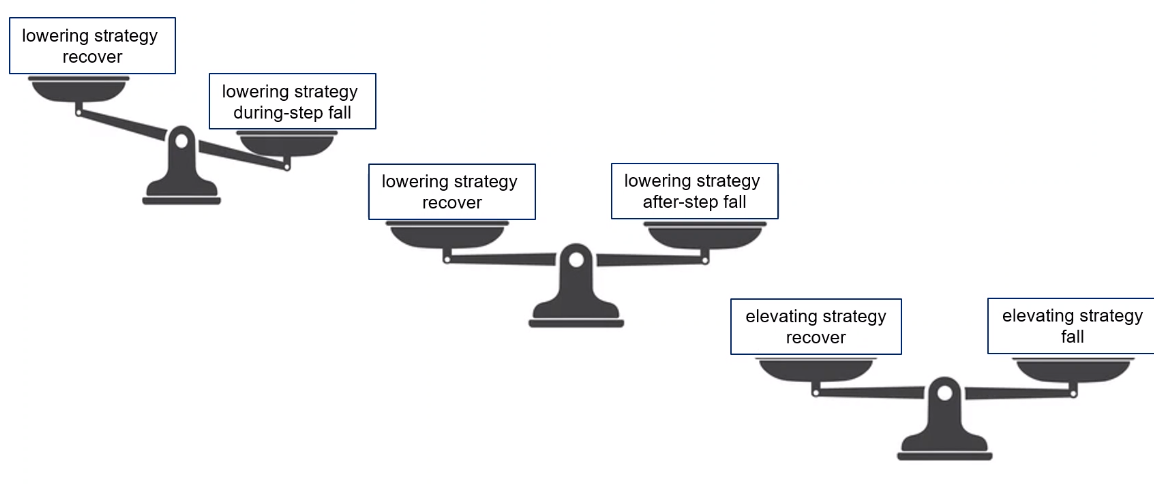 lowering strategy
recover
lowering strategy
during-step fall
lowering strategy
recover
lowering strategy
after-step fall
elevating strategy
recover
elevating strategy
fall